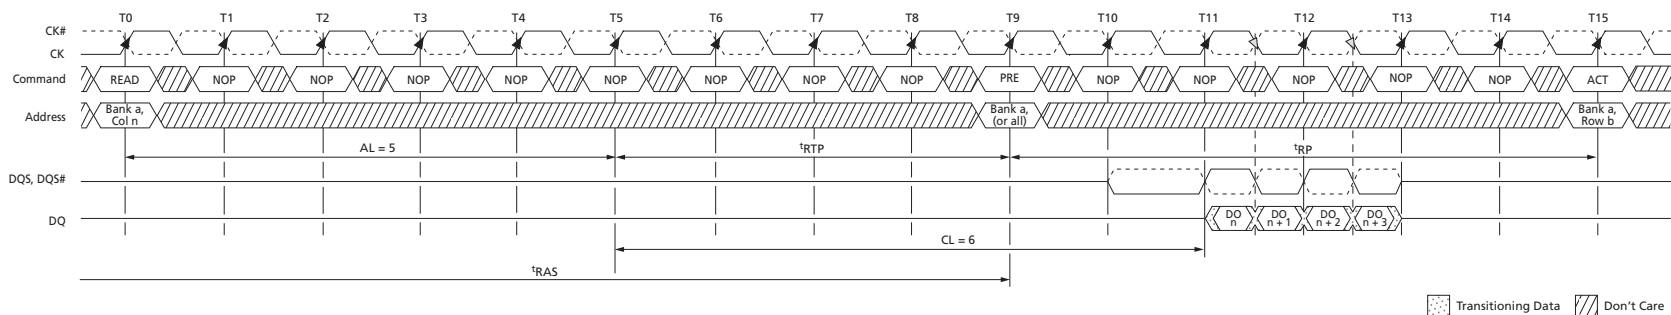 T0 T1 T2 T3 T4 T5 T6 T7 T8 T9 T10 T11 T12 T13 T14 T15
CK#
CK
Command READ NOP NOP NOP NOP NOP NOP NOP NOP PRE NOP NOP NOP NOP NOP ACT
Address Bank a, Col n Bank a, (or all) Bank a, Row b
AL = 5 tRTP tRP
DQS, DQS#
DQ DO n DO n + 1 DO n + 2 DO n + 3
CL = 6
tRAS
Transitioning Data Don't Care